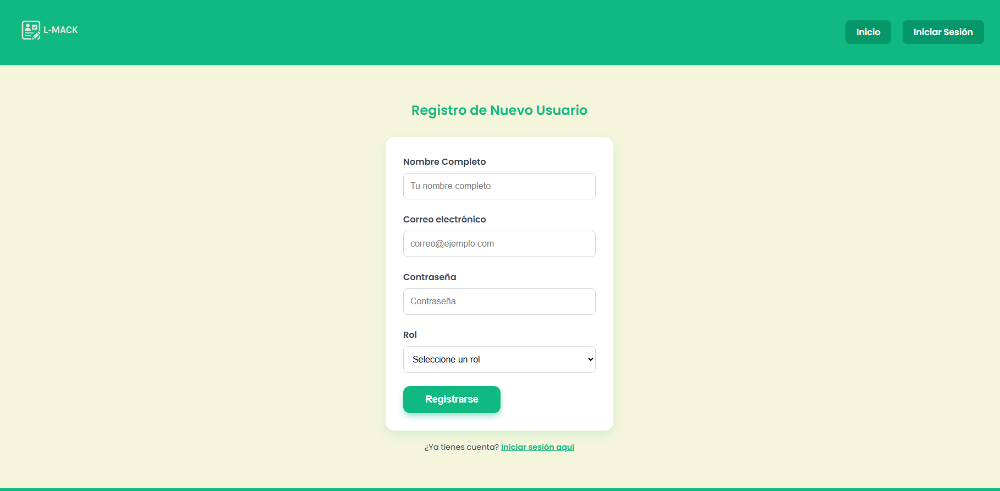 L-MACK
Inicio
Iniciar Sesión
Registro de Nuevo Usuario
Nombre Completo
Tu nombre completo
Correo electrónico
correo@ejemplo.com
Contraseña
Contraseña
Rol
Seleccione un rol
Registrarse
¿Ya tienes cuenta? Iniciar sesión aquí